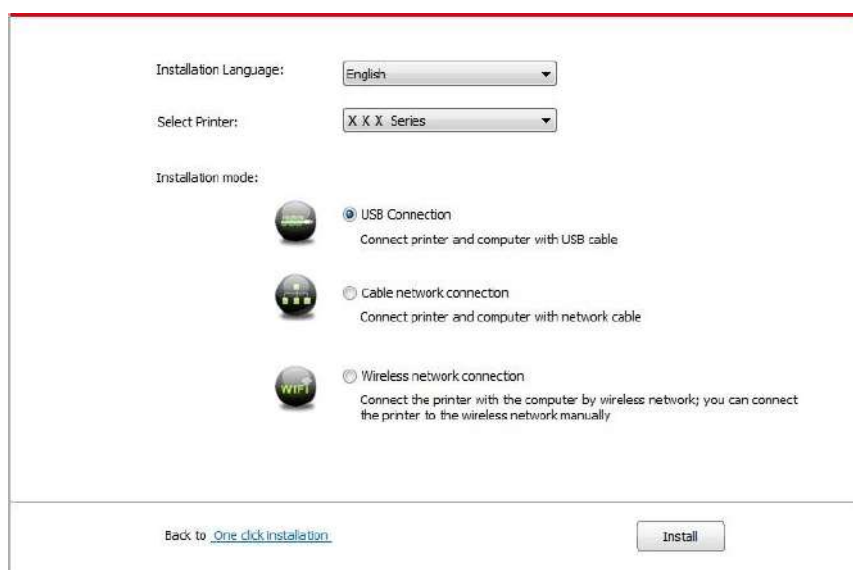 Installation Language:
English
Select Printer:
X X X Series
Installation mode:
USB Connection
Connect printer and computer with USB cable
Cable network connection
Connect printer and computer with network cable
WiFi
Wireless network connection
Connect the printer with the computer by wireless network; you can connect
the printer to the wireless network manually
Back to One click installation
Install